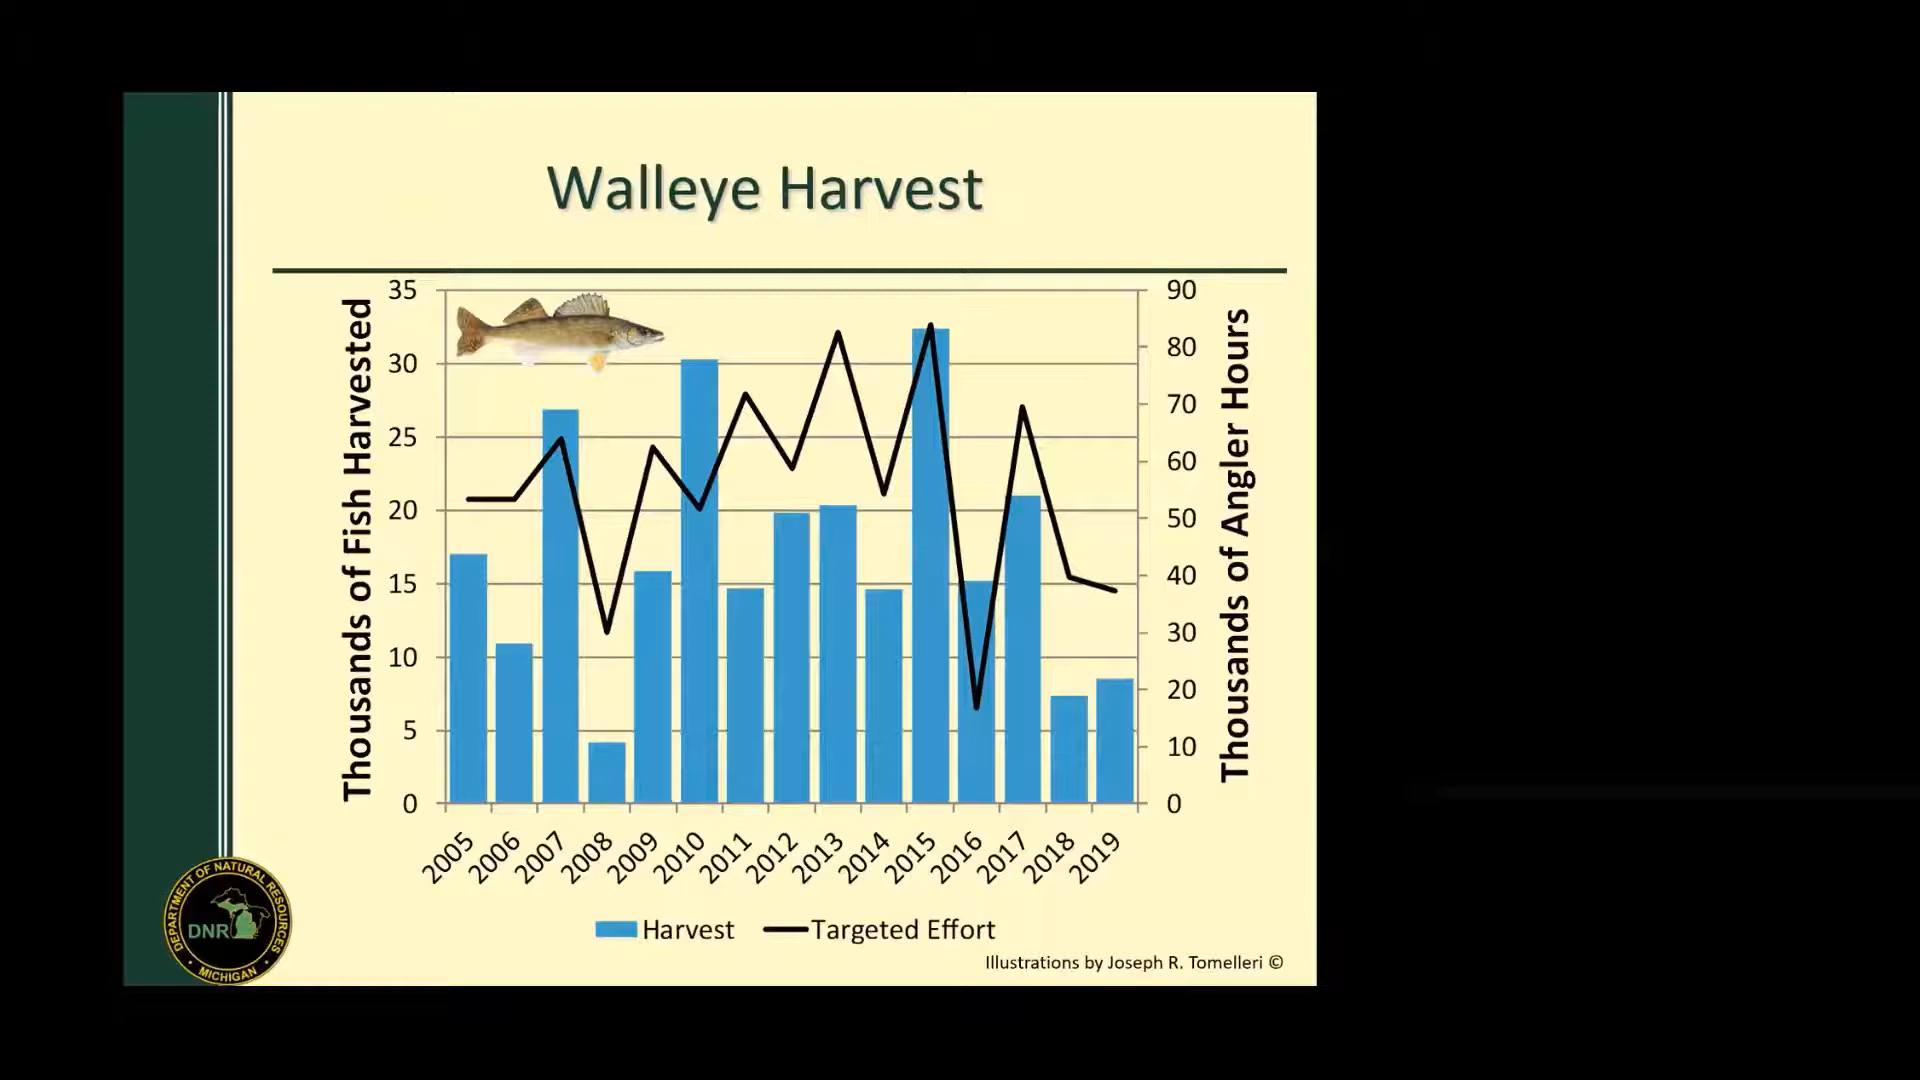 Walleye Harvest
Thousands of Fish Harvested
35
30
25
20
15
10
5
0
90
80
70
60
50
40
30
20
10
0
Thousands of Angler Hours
2005 2006 2007 2008 2009 2010 2011 2012 2013 2014 2015 2016 2017 2018 2019
Harvest Targeted Effort
Illustrations by Joseph R. Tomelleri ©
DEPARTMENT OF NATURAL RESOURCES
DNR
• MICHIGAN •